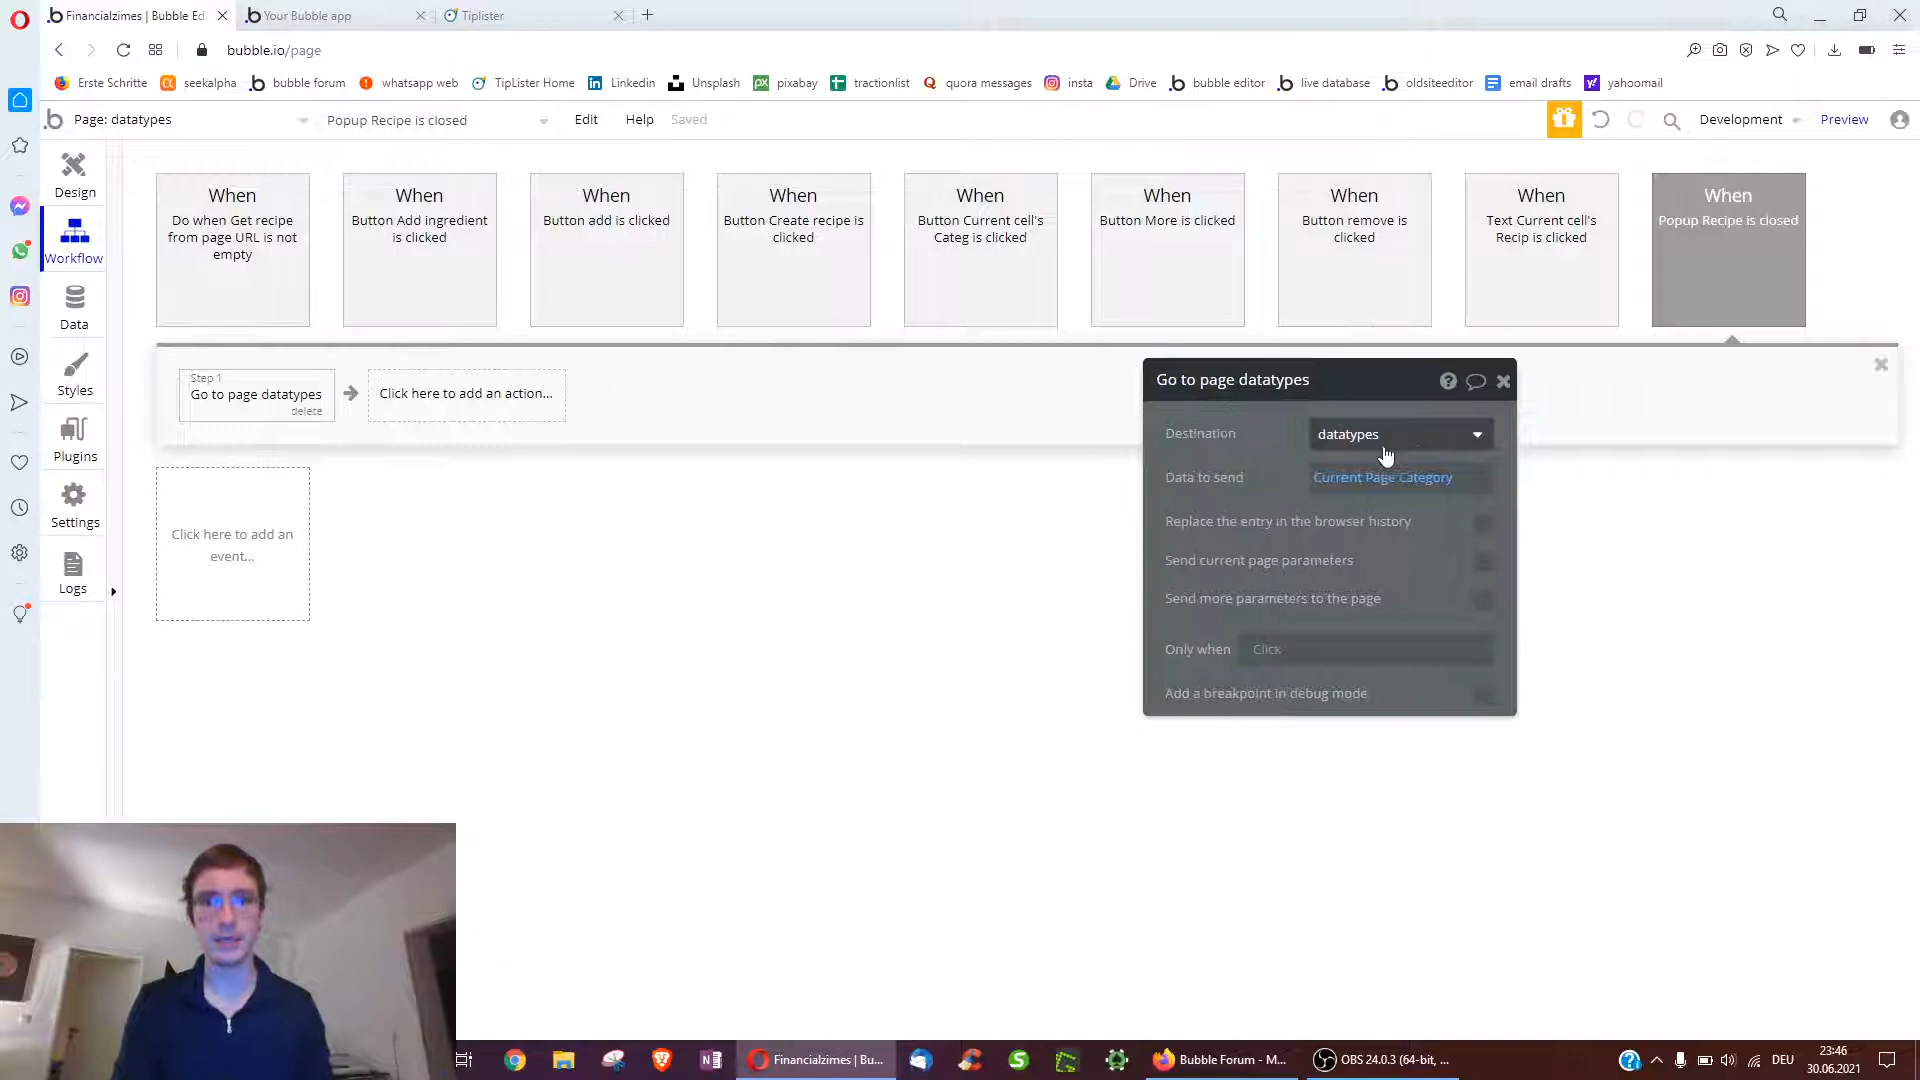 Financialzimes | Bubble Edi
Your Bubble app
Tiplister
bubble.io/page
Erste Schritte
seekalpha
bubble forum
whatsapp web
TipLister Home
Linkedin
Unsplash
pixabay
tractionlist
quora messages
insta
Drive
bubble editor
live database
oldsiteeditor
email drafts
yahoomail
Page: datatypes
Popup Recipe is closed
Edit
Help
Saved
Development
Preview
Design
Workflow
Data
Styles
Plugins
Settings
Logs
When
Do when Get recipe
from page URL is not
empty
When
Button Add ingredient
is clicked
When
Button add is clicked
When
Button Create recipe is
clicked
When
Button Current cell's
Categ is clicked
When
Button More is clicked
When
Button remove is
clicked
When
Text Current cell's
Recip is clicked
When
Popup Recipe is closed
Step 1
Go to page datatypes
delete
Click here to add an action...
Click here to add an
event...
Go to page datatypes
Destination
datatypes
Data to send
Current Page Category
Replace the entry in the browser history
Send current page parameters
Send more parameters to the page
Only when
Click
Add a breakpoint in debug mode
Financialzimes | Bu...
Bubble Forum - M...
OBS 24.0.3 (64-bit, ...
DEU
23:46
30.06.2021